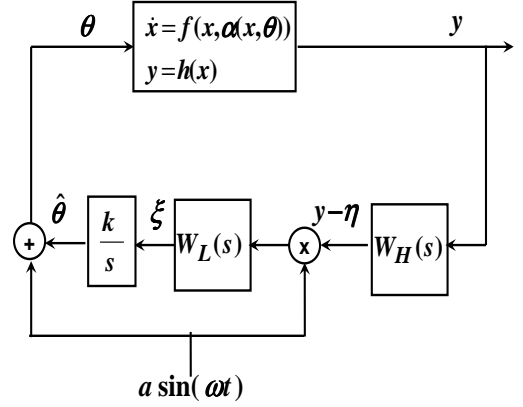 θ
ẋ = f(x,α(x,θ))
y = h(x)
y
θ̂
+
k
s
ξ
W_L(s)
x
y−η
W_H(s)
a sin(ωt)